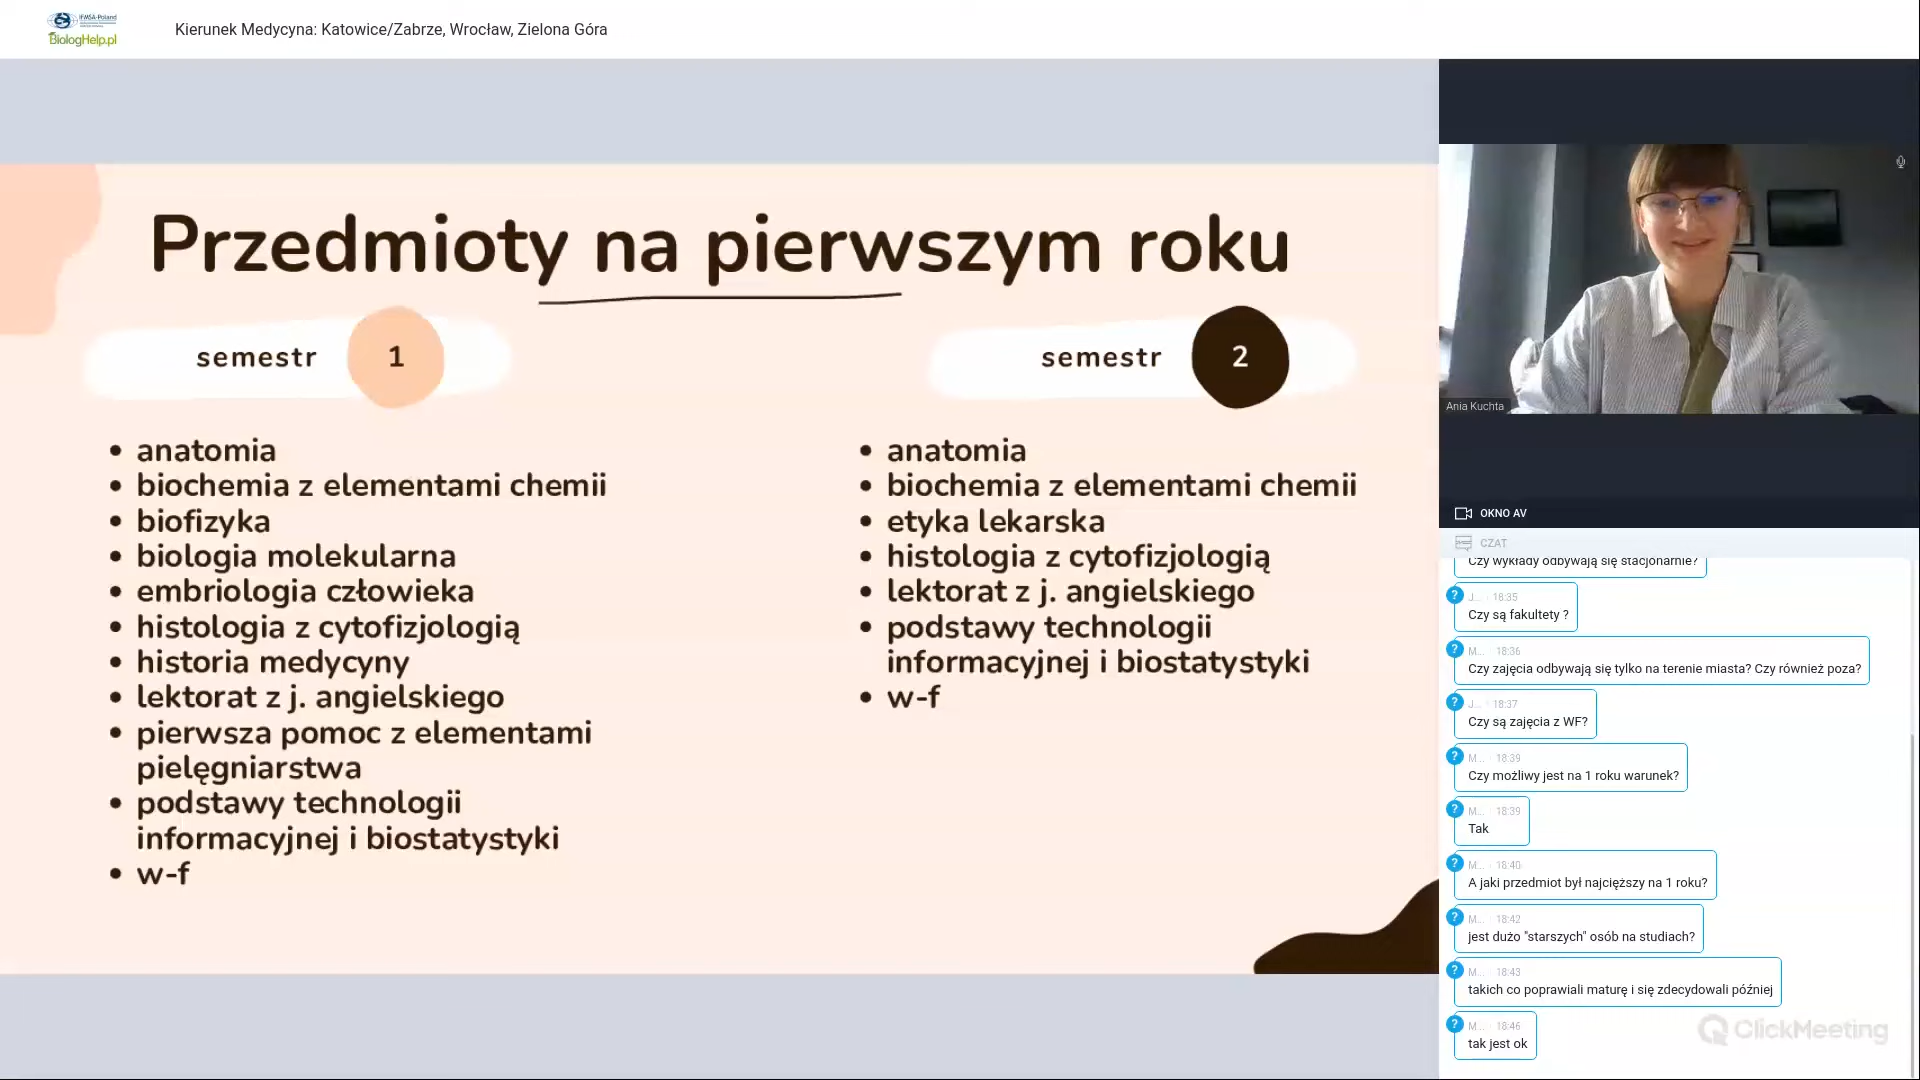 IFMSA-Poland
BiologHelp.pl
Kierunek Medycyna: Katowice/Zabrze, Wrocław, Zielona Góra
Przedmioty na pierwszym roku
semestr 1
anatomia
biochemia z elementami chemii
biofizyka
biologia molekularna
embriologia człowieka
histologia z cytofizjologią
historia medycyny
lektorat z j. angielskiego
pierwsza pomoc z elementami
pielęgniarstwa
podstawy technologii
informacyjnej i biostatystyki
w-f
semestr 2
anatomia
biochemia z elementami chemii
etyka lekarska
histologia z cytofizjologią
lektorat z j. angielskiego
podstawy technologii
informacyjnej i biostatystyki
w-f
Ania Kuchta
OKNO AV
CZAT
Czy wykłady odbywają się stacjonarnie?
? J... · 18:35
Czy są fakultety ?
? M... · 18:36
Czy zajęcia odbywają się tylko na terenie miasta? Czy również poza?
? J... · 18:37
Czy są zajęcia z WF?
? M... · 18:39
Czy możliwy jest na 1 roku warunek?
? M... · 18:39
Tak
? M... · 18:40
A jaki przedmiot był najcięższy na 1 roku?
? M... · 18:42
jest dużo "starszych" osób na studiach?
? M... · 18:43
takich co poprawiali maturę i się zdecydowali później
? M... · 18:46
tak jest ok
ClickMeeting